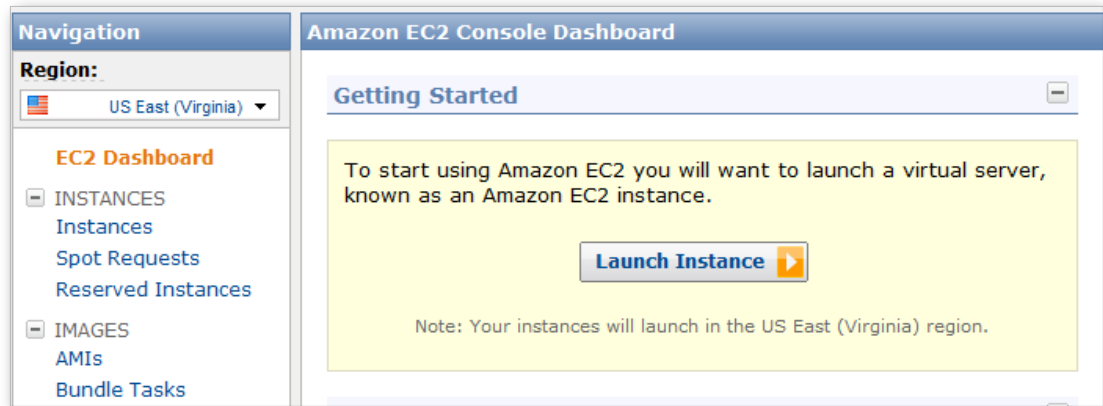 Navigation
Region:
US East (Virginia)
EC2 Dashboard
INSTANCES
Instances
Spot Requests
Reserved Instances
IMAGES
AMIs
Bundle Tasks
Amazon EC2 Console Dashboard
Getting Started
To start using Amazon EC2 you will want to launch a virtual server,
known as an Amazon EC2 instance.
Launch Instance
Note: Your instances will launch in the US East (Virginia) region.